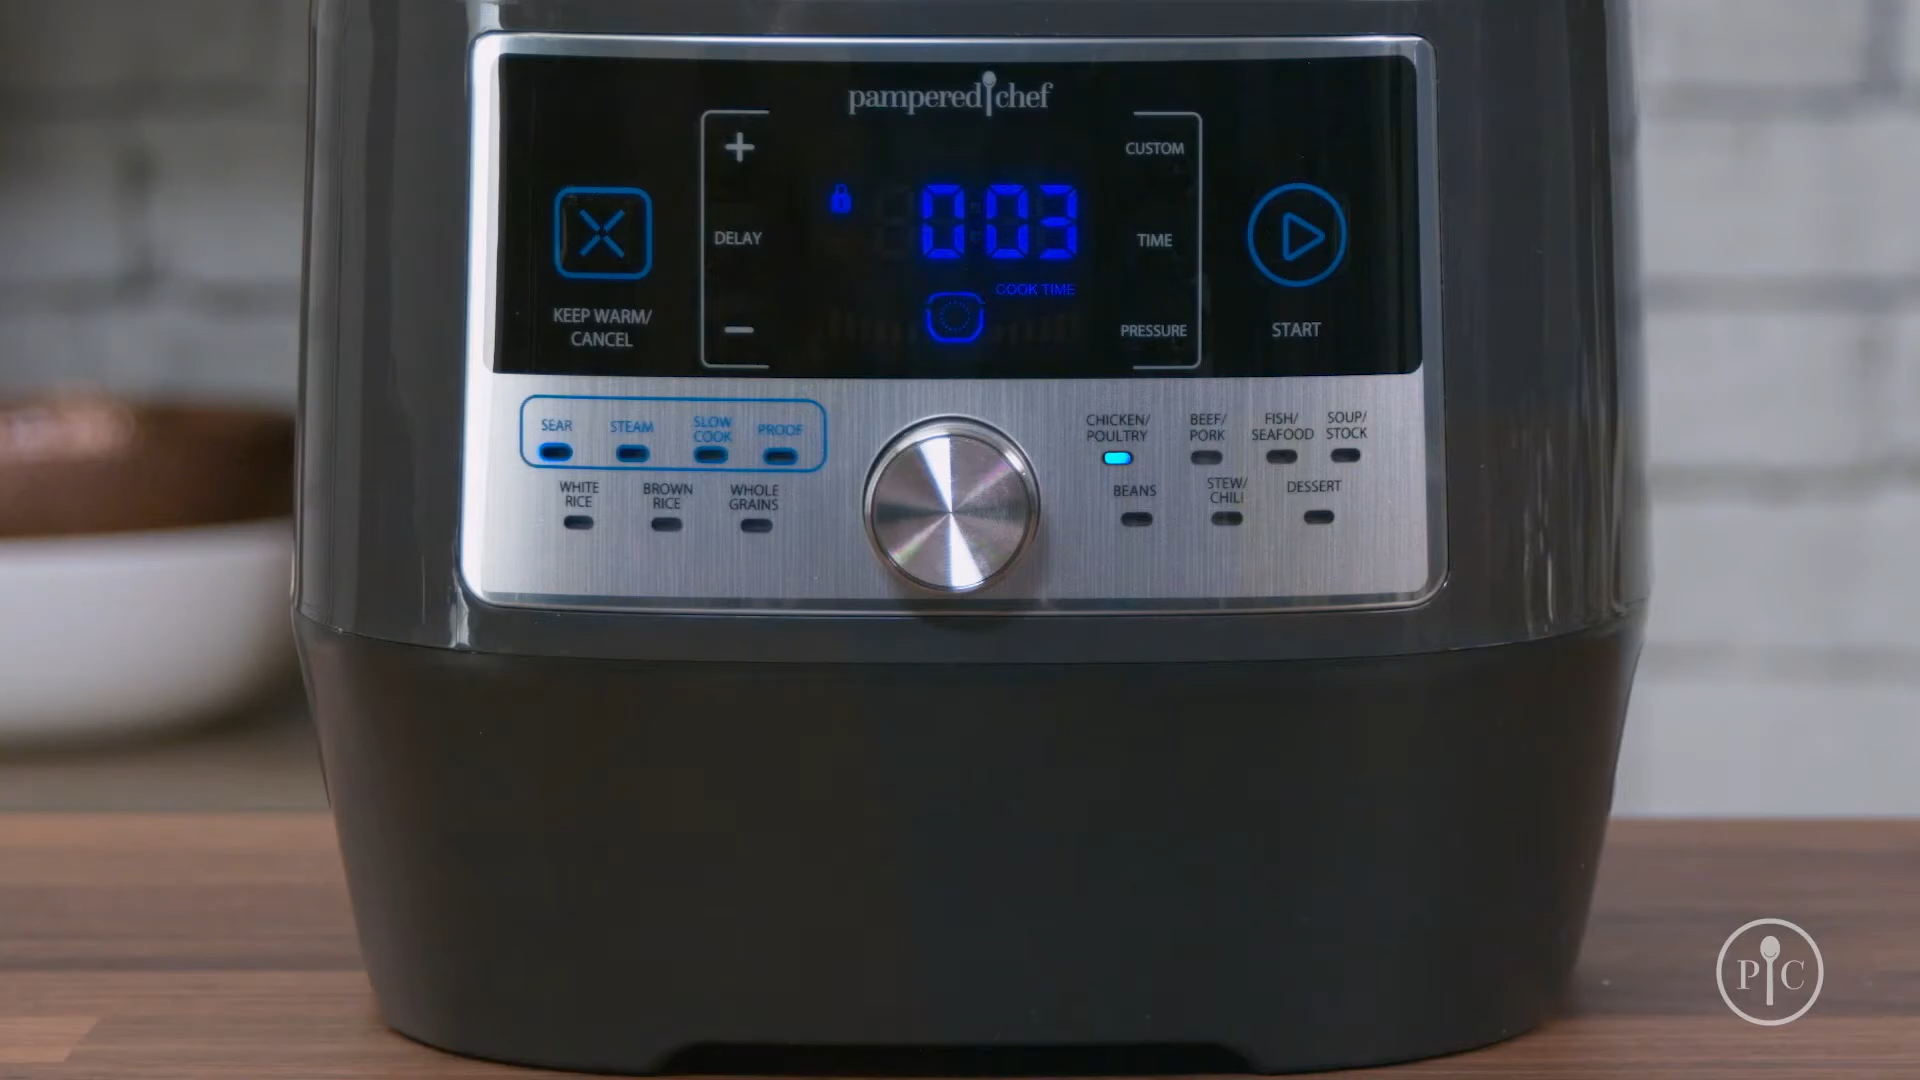 pampered chef
+
CUSTOM
0:03
DELAY
TIME
COOK TIME
KEEP WARM/
CANCEL
−
PRESSURE
START
SEAR
STEAM
SLOW
COOK
PROOF
WHITE
RICE
BROWN
RICE
WHOLE
GRAINS
CHICKEN/
POULTRY
BEEF/
PORK
FISH/
SEAFOOD
SOUP/
STOCK
BEANS
STEW/
CHILI
DESSERT
P C